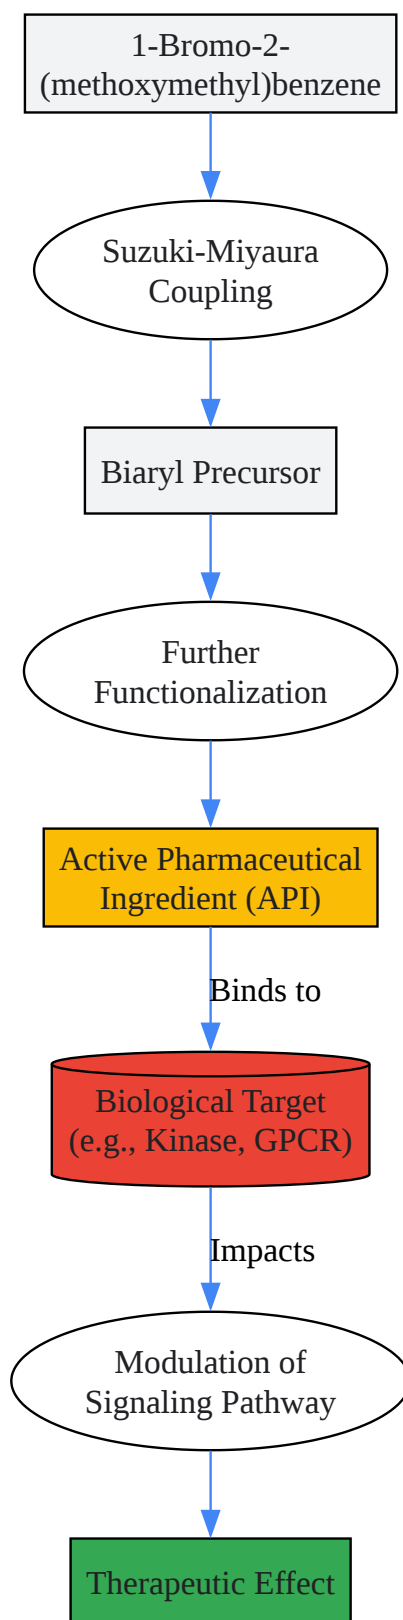 1-Bromo-2-
(methoxymethyl)benzene
Suzuki-Miyaura
Coupling
Biaryl Precursor
Further
Functionalization
Active Pharmaceutical
Ingredient (API)
Binds to
Biological Target
(e.g., Kinase, GPCR)
Impacts
Modulation of
Signaling Pathway
Therapeutic Effect